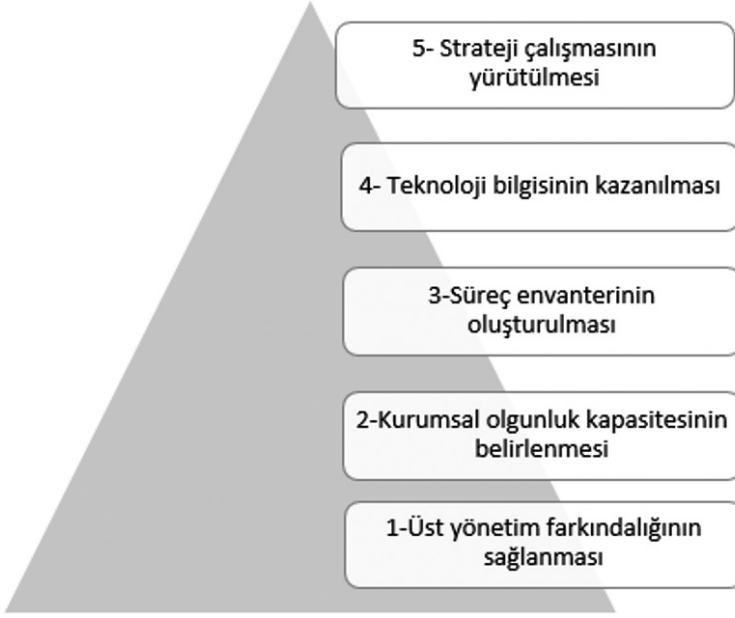 5- Strateji çalışmasının
yürütülmesi
4- Teknoloji bilgisinin kazanılması
3-Süreç envanterinin
oluşturulması
2-Kurumsal olgunluk kapasitesinin
belirlenmesi
1-Üst yönetim farkındalığının
sağlanması